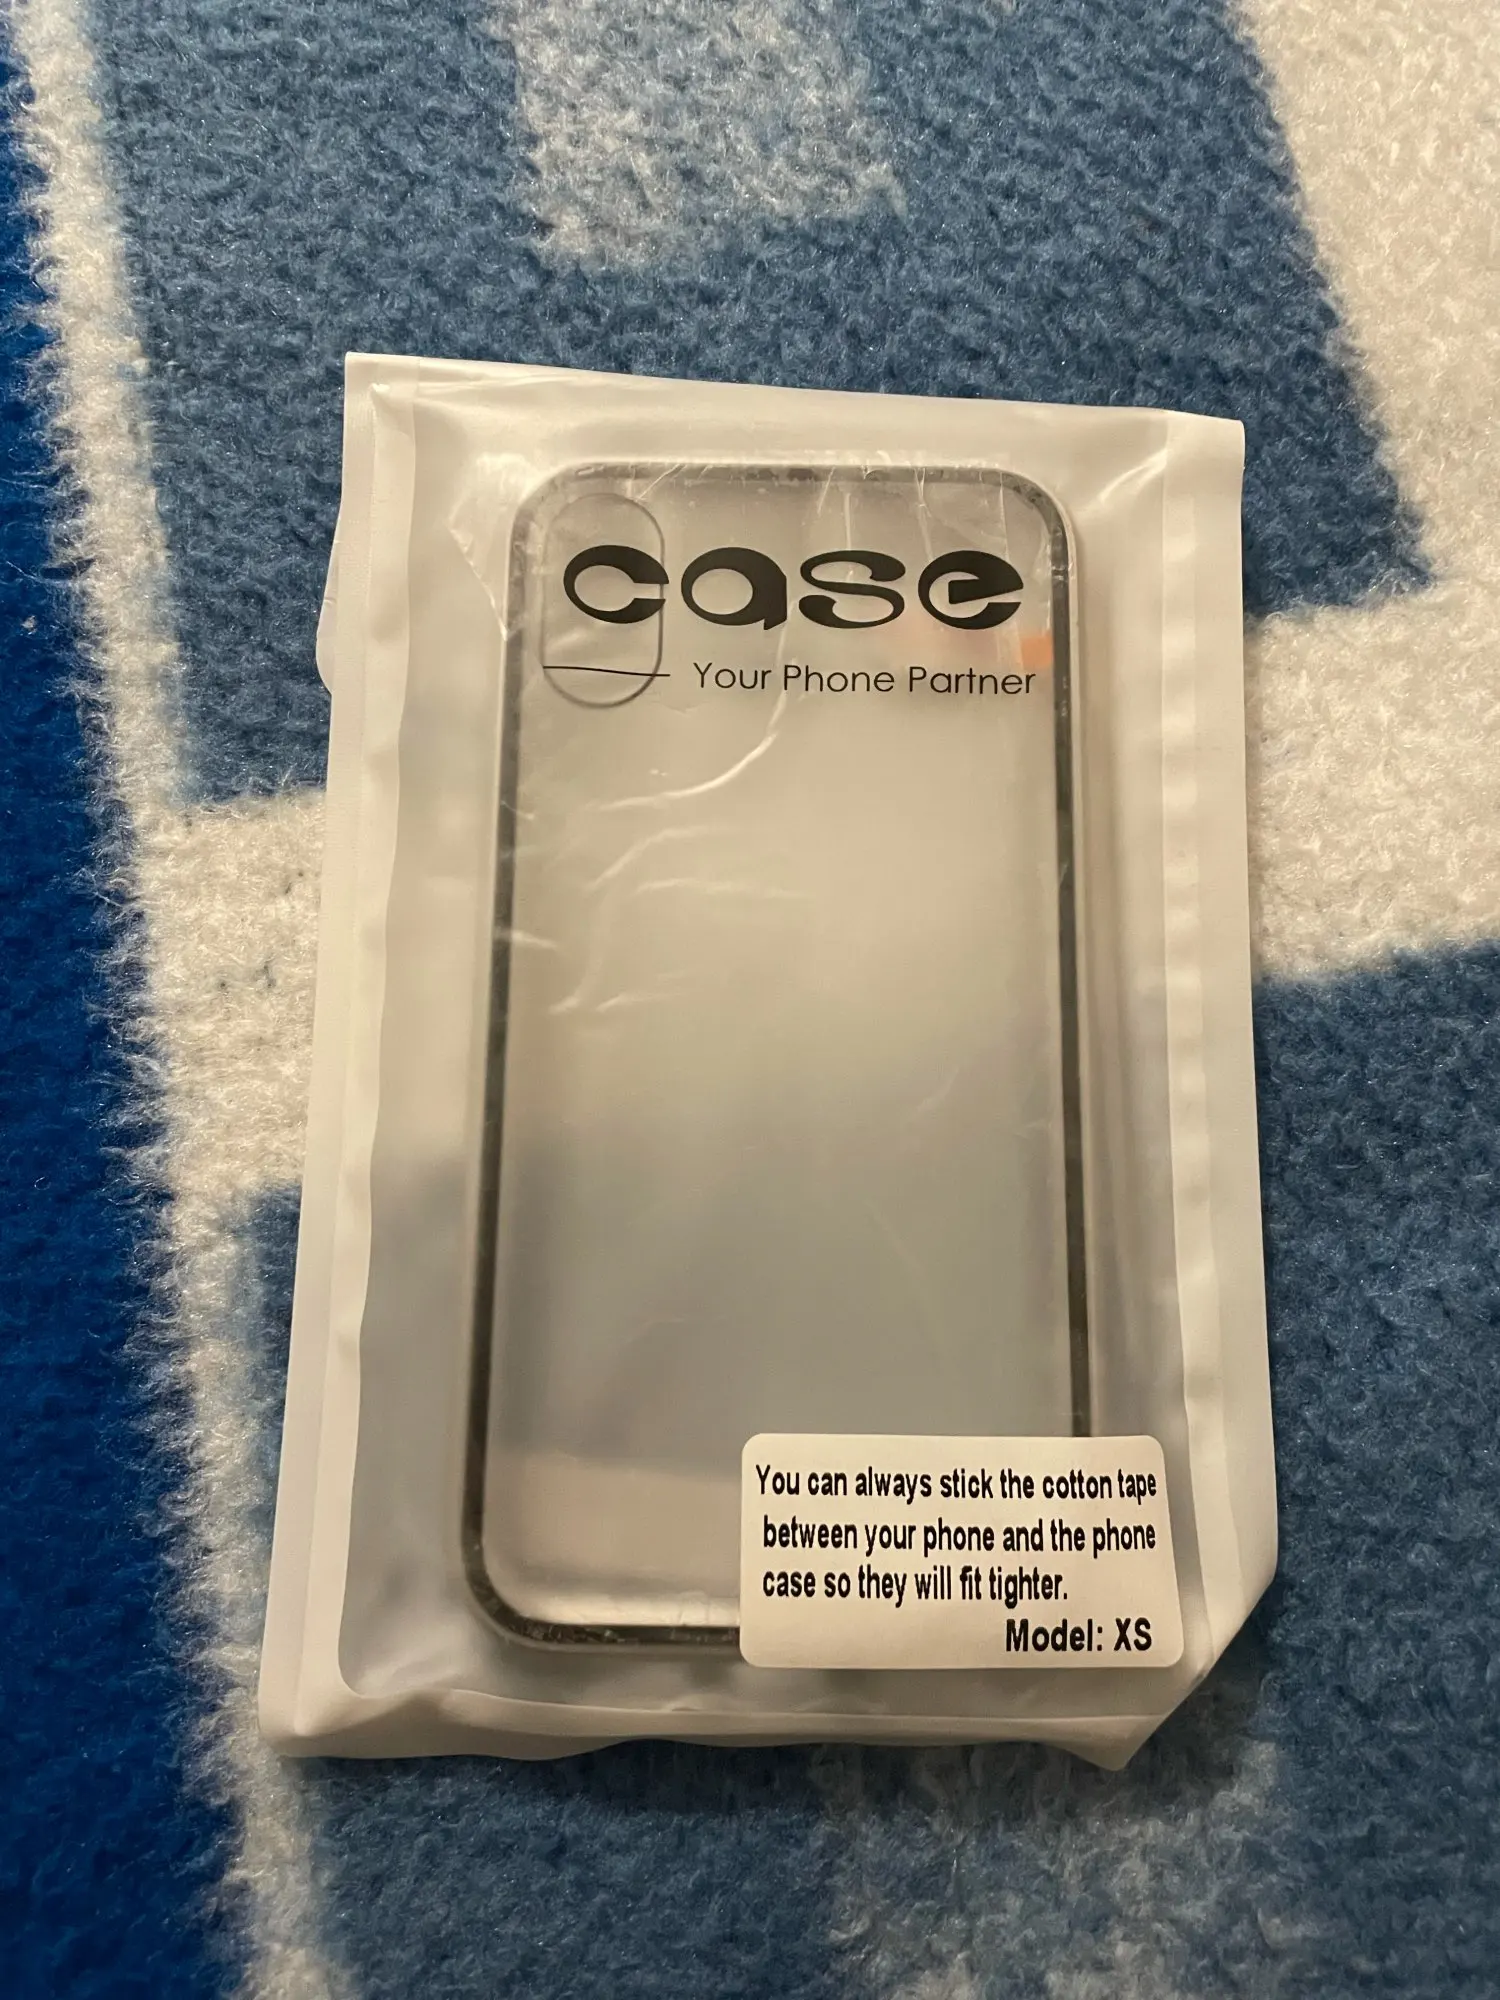 case
Your Phone Partner
You can always stick the cotton tape
between your phone and the phone
case so they will fit tighter.
Model: XS